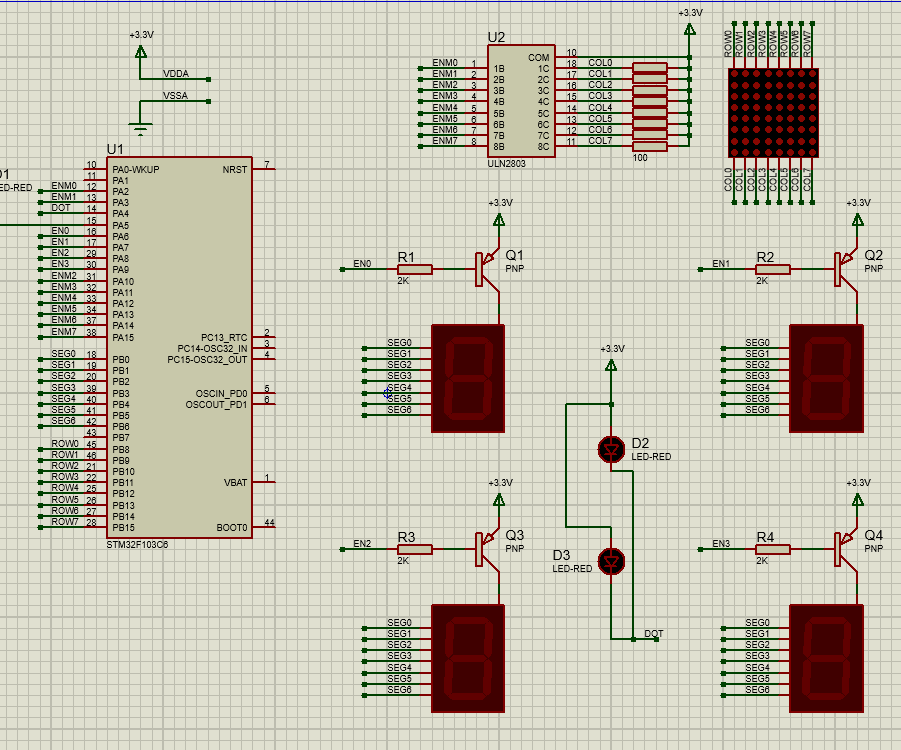 +3.3V
VDDA
VSSA
U1
10 PA0-WKUP NRST 7
11 PA1
ENM0 12 PA2
ENM1 13 PA3
DOT 14 PA4
15 PA5
EN0 16 PA6
EN1 17 PA7
EN2 29 PA8
EN3 30 PA9
ENM2 31 PA10
ENM3 32 PA11
ENM4 33 PA12
ENM5 34 PA13
ENM6 37 PA14
ENM7 38 PA15
PC13_RTC 2
PC14-OSC32_IN 3
SEG0 18 PB0 PC15-OSC32_OUT 4
SEG1 19 PB1
SEG2 20 PB2
SEG3 39 PB3 OSCIN_PD0 5
SEG4 40 PB4 OSCOUT_PD1 6
SEG5 41 PB5
SEG6 42 PB6
43 PB7
ROW0 45 PB8
ROW1 46 PB9
ROW2 21 PB10
ROW3 22 PB11 VBAT 1
ROW4 25 PB12
ROW5 26 PB13
ROW6 27 PB14
ROW7 28 PB15 BOOT0 44
STM32F103C6
ED-RED
U2
+3.3V
COM 10
ENM0 1 1B 1C 18 COL0
ENM1 2 2B 2C 17 COL1
ENM2 3 3B 3C 16 COL2
ENM3 4 4B 4C 15 COL3
ENM4 5 5B 5C 14 COL4
ENM5 6 6B 6C 13 COL5
ENM6 7 7B 7C 12 COL6
ENM7 8 8B 8C 11 COL7
ULN2803
100
ROW0
ROW1
ROW2
ROW3
ROW4
ROW5
ROW6
ROW7
COL0
COL1
COL2
COL3
COL4
COL5
COL6
COL7
+3.3V
EN0 R1 Q1
2K PNP
SEG0
SEG1
SEG2
SEG3
SEG4
SEG5
SEG6
+3.3V
EN1 R2 Q2
2K PNP
SEG0
SEG1
SEG2
SEG3
SEG4
SEG5
SEG6
+3.3V
D2
LED-RED
D3
LED-RED
DOT
+3.3V
EN2 R3 Q3
2K PNP
SEG0
SEG1
SEG2
SEG3
SEG4
SEG5
SEG6
+3.3V
EN3 R4 Q4
2K PNP
SEG0
SEG1
SEG2
SEG3
SEG4
SEG5
SEG6